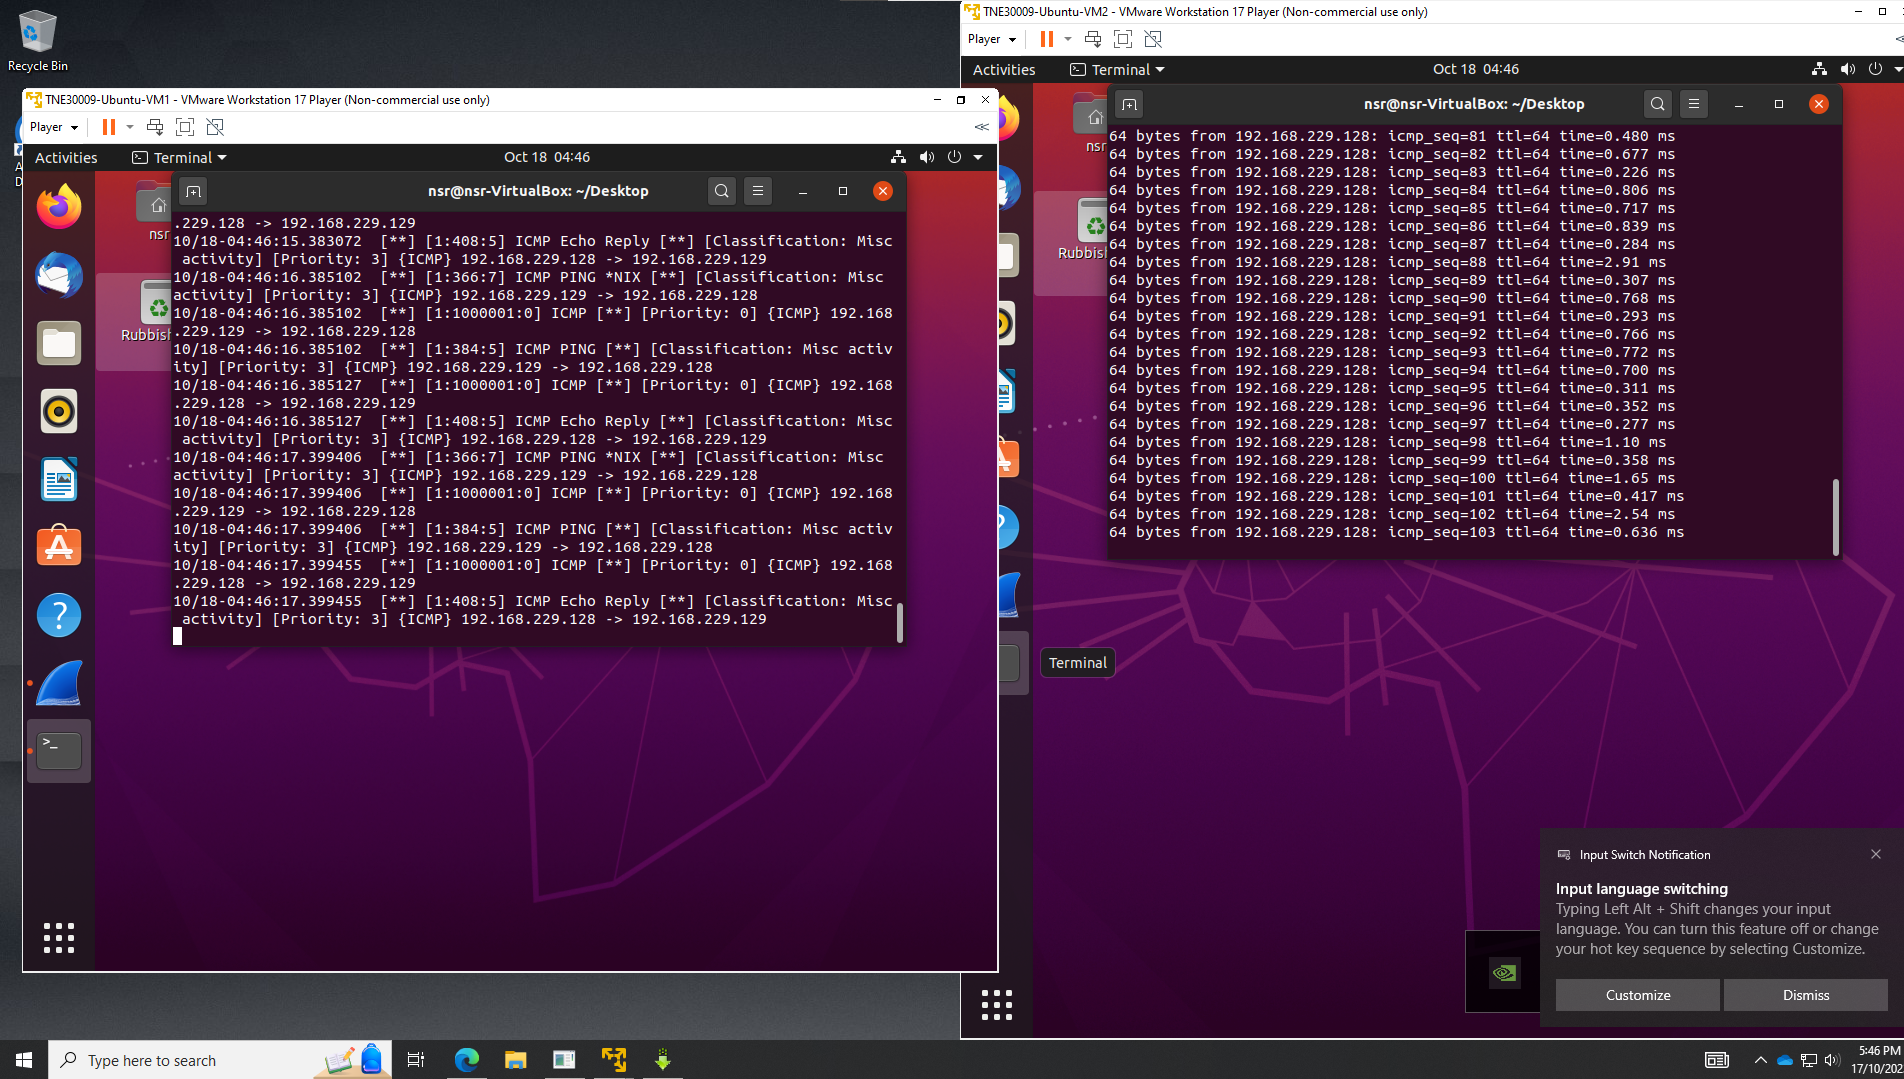 Recycle Bin
TNE30009-Ubuntu-VM1 - VMware Workstation 17 Player (Non-commercial use only)
Player
Activities
Terminal
Oct 18 04:46
nsr@nsr-VirtualBox: ~/Desktop
nsr
Rubbish
.229.128 -> 192.168.229.129
10/18-04:46:15.383072  [**] [1:408:5] ICMP Echo Reply [**] [Classification: Misc
 activity] [Priority: 3] {ICMP} 192.168.229.128 -> 192.168.229.129
10/18-04:46:16.385102  [**] [1:366:7] ICMP PING *NIX [**] [Classification: Misc
activity] [Priority: 3] {ICMP} 192.168.229.129 -> 192.168.229.128
10/18-04:46:16.385102  [**] [1:1000001:0] ICMP [**] [Priority: 0] {ICMP} 192.168
.229.129 -> 192.168.229.128
10/18-04:46:16.385102  [**] [1:384:5] ICMP PING [**] [Classification: Misc activ
ity] [Priority: 3] {ICMP} 192.168.229.129 -> 192.168.229.128
10/18-04:46:16.385127  [**] [1:1000001:0] ICMP [**] [Priority: 0] {ICMP} 192.168
.229.128 -> 192.168.229.129
10/18-04:46:16.385127  [**] [1:408:5] ICMP Echo Reply [**] [Classification: Misc
 activity] [Priority: 3] {ICMP} 192.168.229.128 -> 192.168.229.129
10/18-04:46:17.399406  [**] [1:366:7] ICMP PING *NIX [**] [Classification: Misc
activity] [Priority: 3] {ICMP} 192.168.229.129 -> 192.168.229.128
10/18-04:46:17.399406  [**] [1:1000001:0] ICMP [**] [Priority: 0] {ICMP} 192.168
.229.129 -> 192.168.229.128
10/18-04:46:17.399406  [**] [1:384:5] ICMP PING [**] [Classification: Misc activ
ity] [Priority: 3] {ICMP} 192.168.229.129 -> 192.168.229.128
10/18-04:46:17.399455  [**] [1:1000001:0] ICMP [**] [Priority: 0] {ICMP} 192.168
.229.128 -> 192.168.229.129
10/18-04:46:17.399455  [**] [1:408:5] ICMP Echo Reply [**] [Classification: Misc
 activity] [Priority: 3] {ICMP} 192.168.229.128 -> 192.168.229.129
TNE30009-Ubuntu-VM2 - VMware Workstation 17 Player (Non-commercial use only)
Player
Activities
Terminal
Oct 18 04:46
nsr@nsr-VirtualBox: ~/Desktop
nsr
Rubbish
64 bytes from 192.168.229.128: icmp_seq=81 ttl=64 time=0.480 ms
64 bytes from 192.168.229.128: icmp_seq=82 ttl=64 time=0.677 ms
64 bytes from 192.168.229.128: icmp_seq=83 ttl=64 time=0.226 ms
64 bytes from 192.168.229.128: icmp_seq=84 ttl=64 time=0.806 ms
64 bytes from 192.168.229.128: icmp_seq=85 ttl=64 time=0.717 ms
64 bytes from 192.168.229.128: icmp_seq=86 ttl=64 time=0.839 ms
64 bytes from 192.168.229.128: icmp_seq=87 ttl=64 time=0.284 ms
64 bytes from 192.168.229.128: icmp_seq=88 ttl=64 time=2.91 ms
64 bytes from 192.168.229.128: icmp_seq=89 ttl=64 time=0.307 ms
64 bytes from 192.168.229.128: icmp_seq=90 ttl=64 time=0.768 ms
64 bytes from 192.168.229.128: icmp_seq=91 ttl=64 time=0.293 ms
64 bytes from 192.168.229.128: icmp_seq=92 ttl=64 time=0.766 ms
64 bytes from 192.168.229.128: icmp_seq=93 ttl=64 time=0.772 ms
64 bytes from 192.168.229.128: icmp_seq=94 ttl=64 time=0.700 ms
64 bytes from 192.168.229.128: icmp_seq=95 ttl=64 time=0.311 ms
64 bytes from 192.168.229.128: icmp_seq=96 ttl=64 time=0.352 ms
64 bytes from 192.168.229.128: icmp_seq=97 ttl=64 time=0.277 ms
64 bytes from 192.168.229.128: icmp_seq=98 ttl=64 time=1.10 ms
64 bytes from 192.168.229.128: icmp_seq=99 ttl=64 time=0.358 ms
64 bytes from 192.168.229.128: icmp_seq=100 ttl=64 time=1.65 ms
64 bytes from 192.168.229.128: icmp_seq=101 ttl=64 time=0.417 ms
64 bytes from 192.168.229.128: icmp_seq=102 ttl=64 time=2.54 ms
64 bytes from 192.168.229.128: icmp_seq=103 ttl=64 time=0.636 ms
Terminal
Input Switch Notification
Input language switching
Typing Left Alt + Shift changes your input
language. You can turn this feature off or change
your hot key sequence by selecting Customize.
Customize
Dismiss
Type here to search
5:46 PM
17/10/202